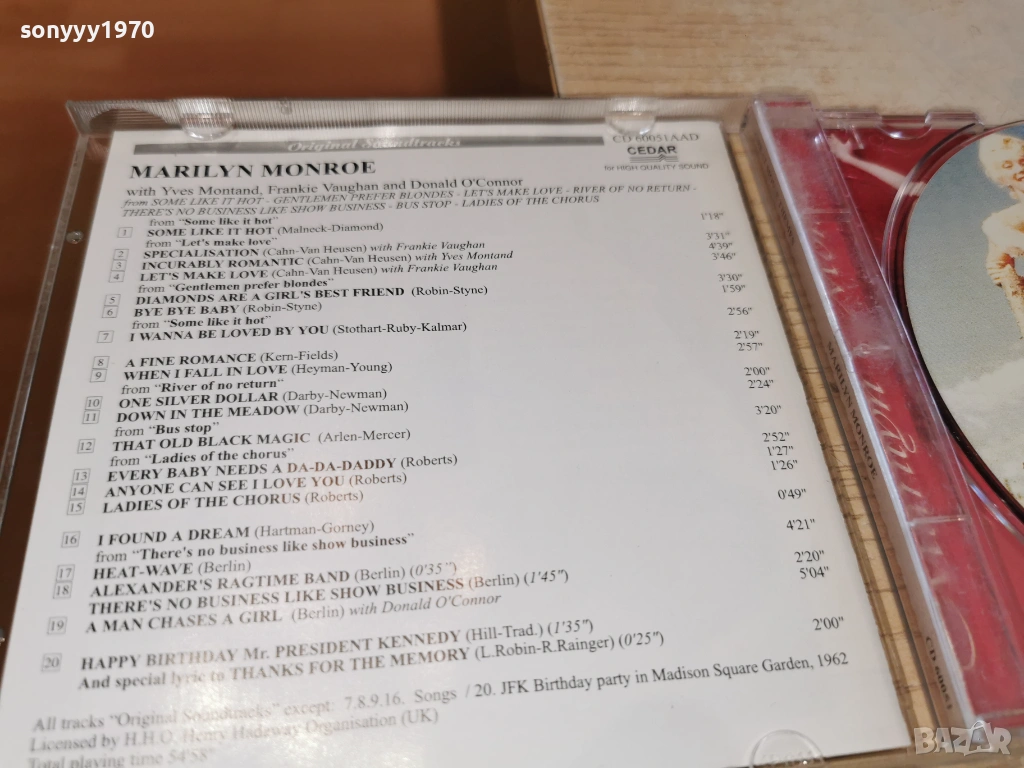 sonyyy1970
Original Soundtracks
CD 60051AAD
CEDAR
for HIGH QUALITY SOUND
MARILYN MONROE
with Yves Montand, Frankie Vaughan and Donald O'Connor
from SOME LIKE IT HOT - GENTLEMEN PREFER BLONDES - LET'S MAKE LOVE - RIVER OF NO RETURN -
THERE'S NO BUSINESS LIKE SHOW BUSINESS - BUS STOP - LADIES OF THE CHORUS
from "Some like it hot"
1 SOME LIKE IT HOT (Malneck-Diamond) 1'18"
from "Let's make love"
2 SPECIALISATION (Cahn-Van Heusen) with Frankie Vaughan 3'31"
3 INCURABLY ROMANTIC (Cahn-Van Heusen) with Yves Montand 4'39"
4 LET'S MAKE LOVE (Cahn-Van Heusen) with Frankie Vaughan 3'46"
from "Gentlemen prefer blondes"
5 DIAMONDS ARE A GIRL'S BEST FRIEND (Robin-Styne) 3'30"
6 BYE BYE BABY (Robin-Styne) 1'59"
from "Some like it hot"
7 I WANNA BE LOVED BY YOU (Stothart-Ruby-Kalmar) 2'56"
8 A FINE ROMANCE (Kern-Fields) 2'19"
9 WHEN I FALL IN LOVE (Heyman-Young) 2'57"
from "River of no return"
10 ONE SILVER DOLLAR (Darby-Newman) 2'00"
11 DOWN IN THE MEADOW (Darby-Newman) 2'24"
from "Bus stop"
12 THAT OLD BLACK MAGIC (Arlen-Mercer) 3'20"
from "Ladies of the chorus"
13 EVERY BABY NEEDS A DA-DA-DADDY (Roberts) 2'52"
14 ANYONE CAN SEE I LOVE YOU (Roberts) 1'27"
15 LADIES OF THE CHORUS (Roberts) 1'26"
16 I FOUND A DREAM (Hartman-Gorney) 0'49"
from "There's no business like show business"
17 HEAT-WAVE (Berlin) 4'21"
18 ALEXANDER'S RAGTIME BAND (Berlin) (0'35")
THERE'S NO BUSINESS LIKE SHOW BUSINESS (Berlin) (1'45") 2'20"
19 A MAN CHASES A GIRL (Berlin) with Donald O'Connor 5'04"
20 HAPPY BIRTHDAY Mr. PRESIDENT KENNEDY (Hill-Trad.) (1'35")
And special lyric to THANKS FOR THE MEMORY (L.Robin-R.Rainger) (0'25") 2'00"
All tracks "Original Soundtracks" except: 7.8.9.16. Songs / 20. JFK Birthday party in Madison Square Garden, 1962
Licensed by H.H.O. Henry Hadaway Organisation (UK)
Total playing time 54'58"
MARILYN MONROE
CD 60051
BAZAR